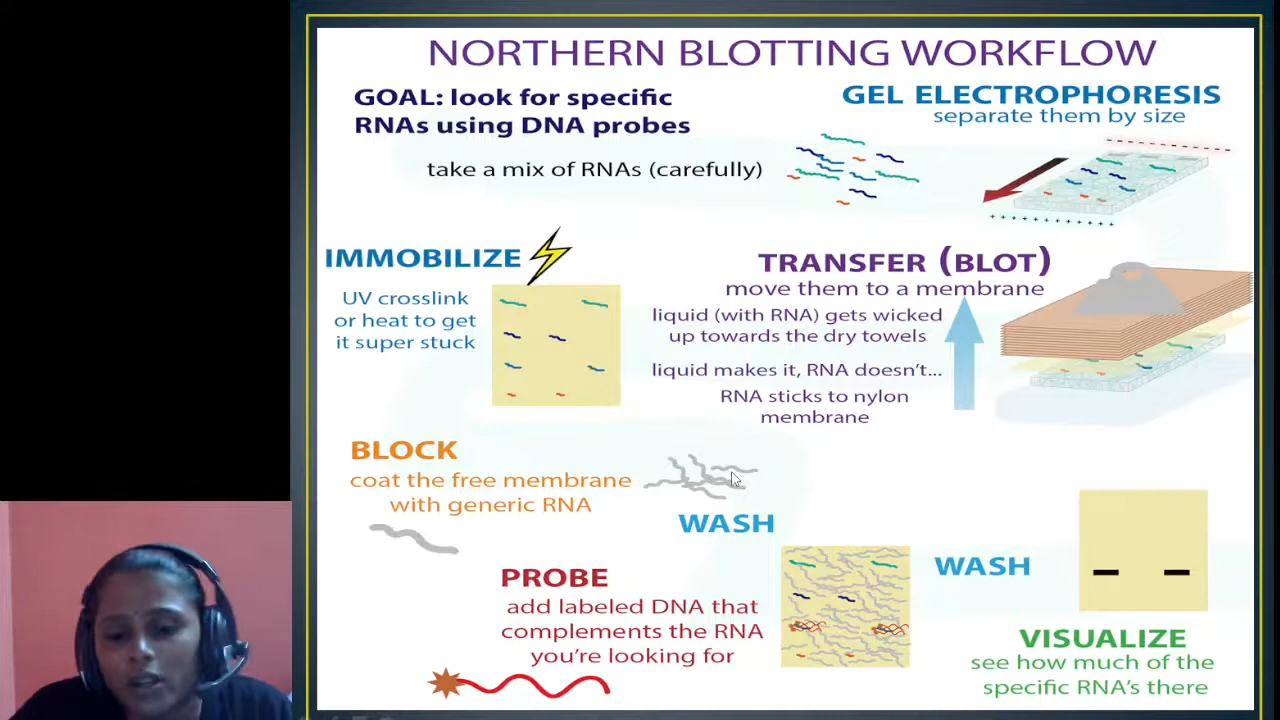 NORTHERN BLOTTING WORKFLOW
GOAL: look for specific
RNAs using DNA probes
take a mix of RNAs (carefully)
GEL ELECTROPHORESIS
separate them by size
IMMOBILIZE
UV crosslink
or heat to get
it super stuck
TRANSFER (BLOT)
move them to a membrane
liquid (with RNA) gets wicked
up towards the dry towels
liquid makes it, RNA doesn't...
RNA sticks to nylon
membrane
BLOCK
coat the free membrane
with generic RNA
WASH
PROBE
add labeled DNA that
complements the RNA
you're looking for
WASH
VISUALIZE
see how much of the
specific RNA's there